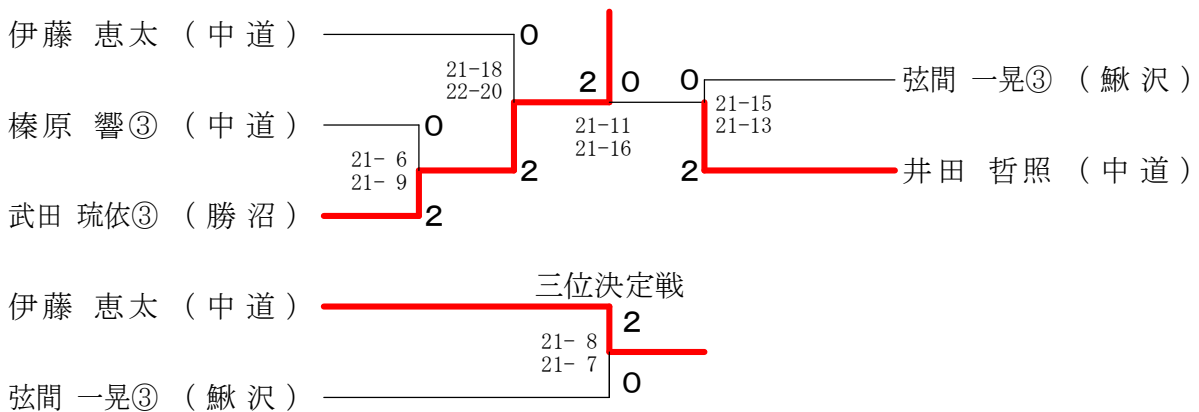 伊藤 恵太 (中道)
0
21-18
22-20
2 0 0
弦間 一晃③ (鰍沢)
榛原 響③ (中道)
0
21-11
21-16
21-15
21-13
21- 6
21- 9
2
2
井田 哲照 (中道)
武田 琉依③ (勝沼)
2
三位決定戦
伊藤 恵太 (中道)
2
21- 8
21- 7
0
弦間 一晃③ (鰍沢)